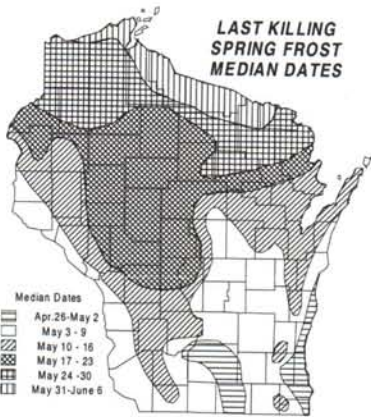 LAST KILLING
SPRING FROST
MEDIAN DATES
Median Dates
Apr.26-May 2
May 3 - 9
May 10 - 16
May 17 - 23
May 24 -30
May 31-June 6